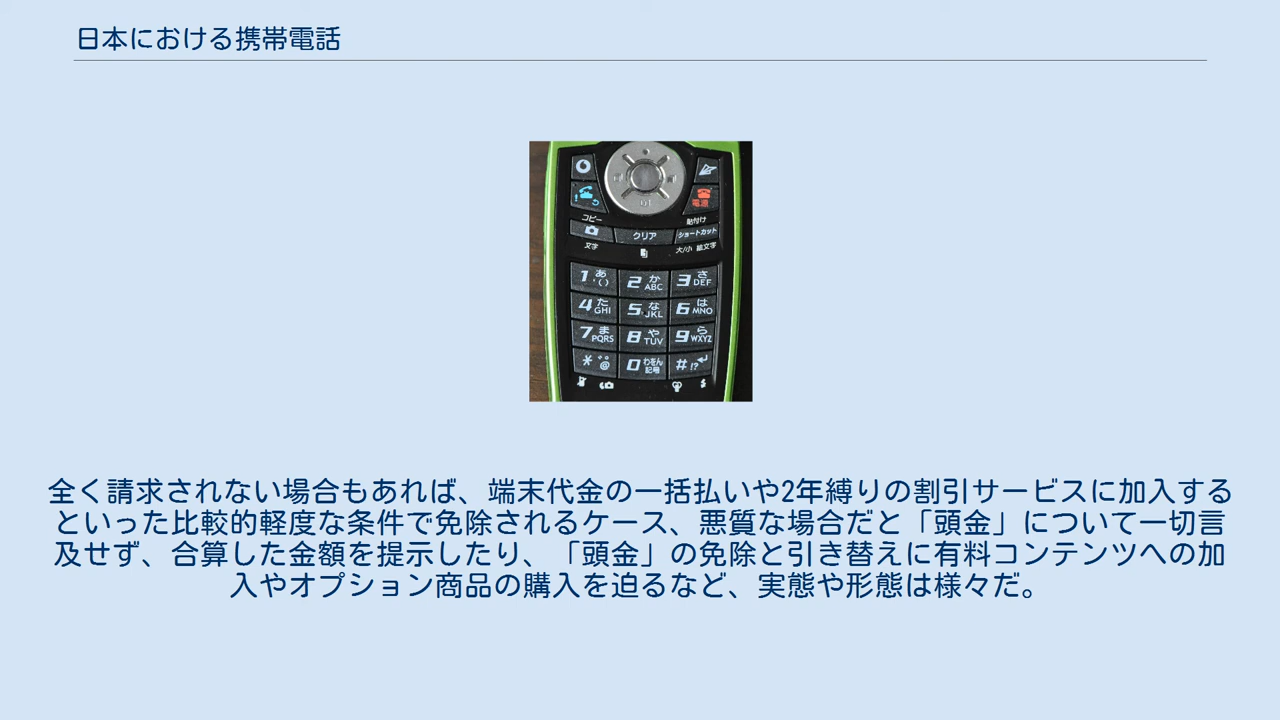 日本における携帯電話
電源
コピー
貼付け
クリア
ショートカット
文字
大/小 絵文字
1 あ .()
2 か ABC
3 さ DEF
4 た GHI
5 な JKL
6 は MNO
7 ま PQRS
8 や TUV
9 ら WXYZ
* ゛゜ @
0 わをん 記号
# !?
全く請求されない場合もあれば、端末代金の一括払いや2年縛りの割引サービスに加入する
といった比較的軽度な条件で免除されるケース、悪質な場合だと「頭金」について一切言
及せず、合算した金額を提示したり、「頭金」の免除と引き替えに有料コンテンツへの加
入やオプション商品の購入を迫るなど、実態や形態は様々だ。